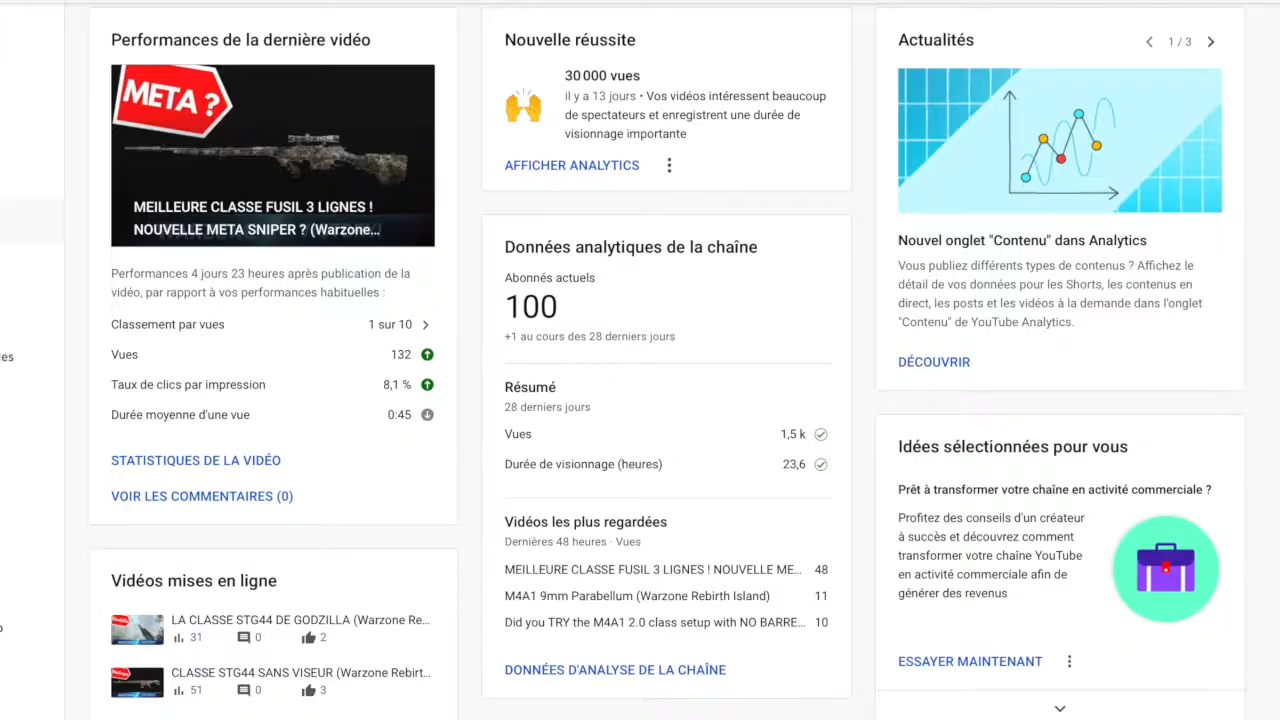 Performances de la dernière vidéo
META ?
MEILLEURE CLASSE FUSIL 3 LIGNES !
NOUVELLE META SNIPER ? (Warzone...
Performances 4 jours 23 heures après publication de la
vidéo, par rapport à vos performances habituelles :
Classement par vues 1 sur 10
Vues 132
Taux de clics par impression 8,1 %
Durée moyenne d'une vue 0:45
STATISTIQUES DE LA VIDÉO
VOIR LES COMMENTAIRES (0)
Vidéos mises en ligne
LA CLASSE STG44 DE GODZILLA (Warzone Re...
31 0 2
CLASSE STG44 SANS VISEUR (Warzone Rebirt...
51 0 3
Nouvelle réussite
30 000 vues
il y a 13 jours • Vos vidéos intéressent beaucoup
de spectateurs et enregistrent une durée de
visionnage importante
AFFICHER ANALYTICS
Données analytiques de la chaîne
Abonnés actuels
100
+1 au cours des 28 derniers jours
Résumé
28 derniers jours
Vues 1,5 k
Durée de visionnage (heures) 23,6
Vidéos les plus regardées
Dernières 48 heures · Vues
MEILLEURE CLASSE FUSIL 3 LIGNES ! NOUVELLE ME... 48
M4A1 9mm Parabellum (Warzone Rebirth Island) 11
Did you TRY the M4A1 2.0 class setup with NO BARRE... 10
DONNÉES D'ANALYSE DE LA CHAÎNE
Actualités
1 / 3
Nouvel onglet "Contenu" dans Analytics
Vous publiez différents types de contenus ? Affichez le
détail de vos données pour les Shorts, les contenus en
direct, les posts et les vidéos à la demande dans l'onglet
"Contenu" de YouTube Analytics.
DÉCOUVRIR
Idées sélectionnées pour vous
Prêt à transformer votre chaîne en activité commerciale ?
Profitez des conseils d'un créateur
à succès et découvrez comment
transformer votre chaîne YouTube
en activité commerciale afin de
générer des revenus
ESSAYER MAINTENANT